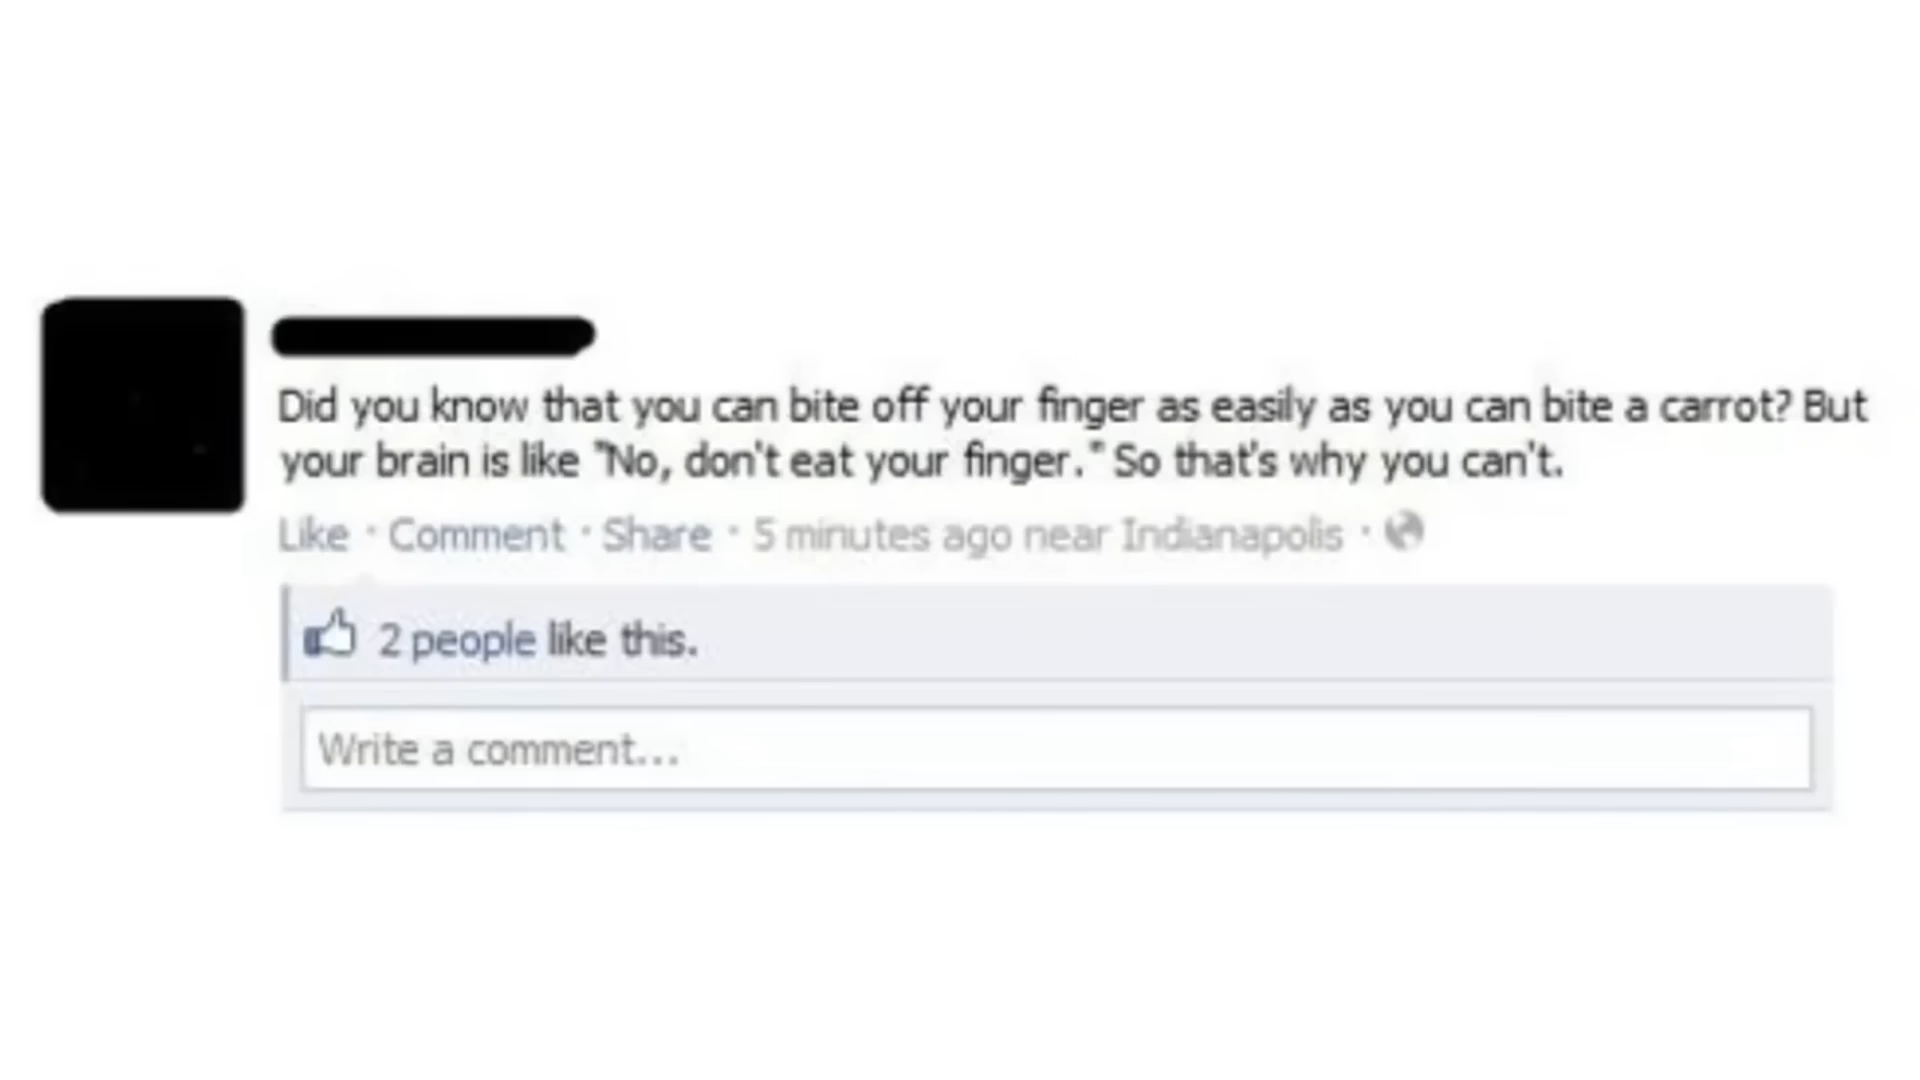 Did you know that you can bite off your finger as easily as you can bite a carrot? But
your brain is like "No, don't eat your finger." So that's why you can't.
Like · Comment · Share · 5 minutes ago near Indianapolis ·
2 people like this.
Write a comment...